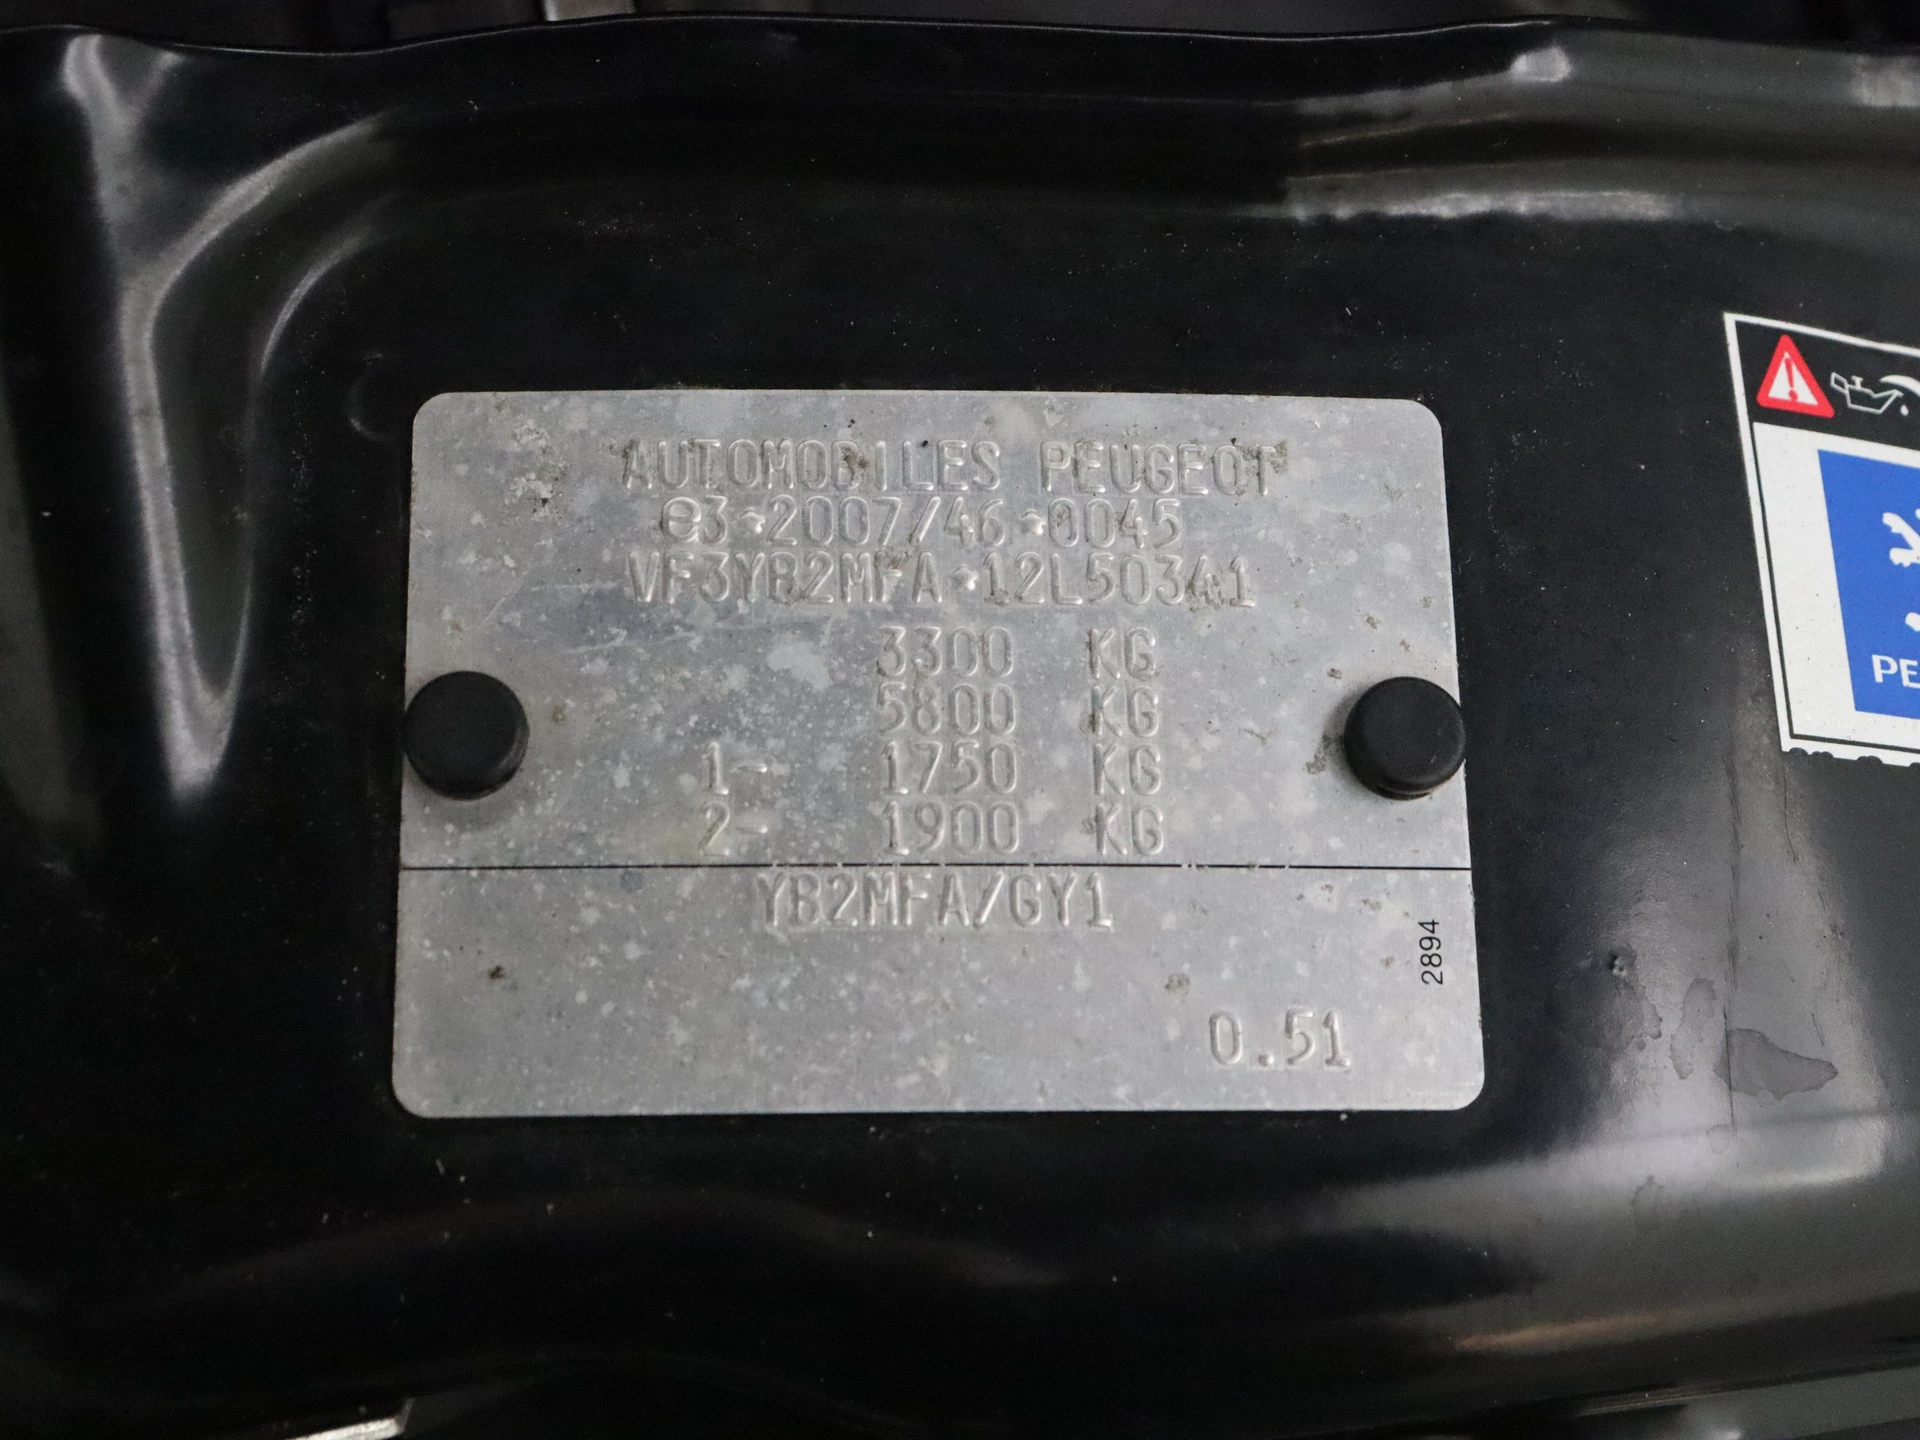 AUTOMOBILES PEUGEOT
e3*2007/46*0045
VF3YB2MFA*12L50341
3300 KG
5800 KG
1- 1750 KG
2- 1900 KG
YB2MFA/GY1
2894
0.51
PE